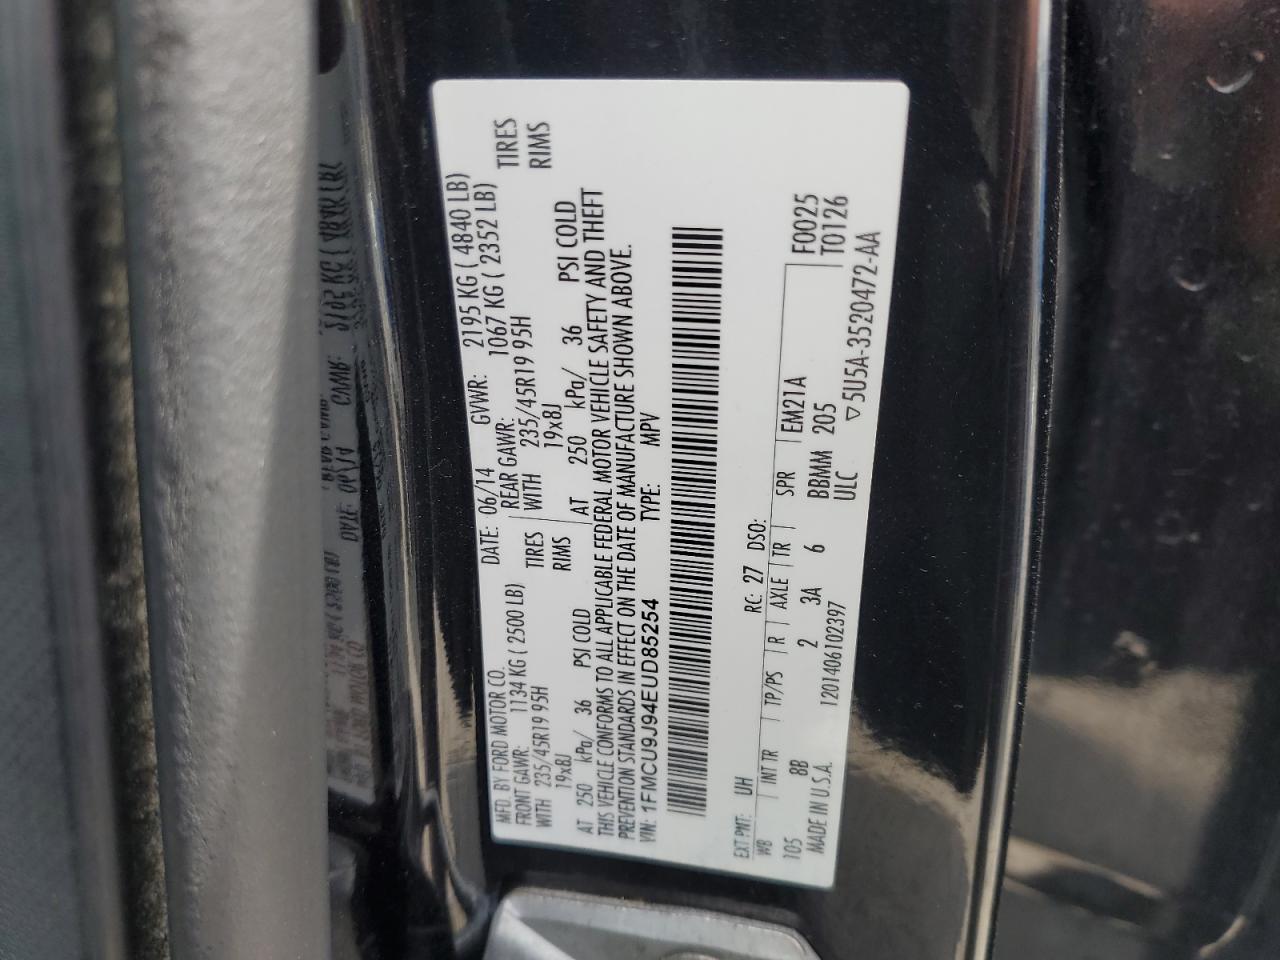 MFD. BY FORD MOTOR CO.
DATE: 06/14 GVWR: 2195 KG ( 4840 LB)
FRONT GAWR: 1134 KG ( 2500 LB) REAR GAWR: 1067 KG ( 2352 LB)
WITH 235/45R19 95H TIRES WITH 235/45R19 95H TIRES
19x8J RIMS 19x8J RIMS
AT 250 kPa/ 36 PSI COLD AT 250 kPa/ 36 PSI COLD
THIS VEHICLE CONFORMS TO ALL APPLICABLE FEDERAL MOTOR VEHICLE SAFETY AND THEFT
PREVENTION STANDARDS IN EFFECT ON THE DATE OF MANUFACTURE SHOWN ABOVE.
VIN: 1FMCU9J94EUD85254 TYPE: MPV
EXT PNT: UH RC: 27 DSO:
WB INT TR TP/PS R AXLE TR SPR EM21A F0025
105 8B 2 3A 6 BBMM 205 T0126
MADE IN U.S.A. 120140610​2397 ULC ▽5U5A-3520472-AA